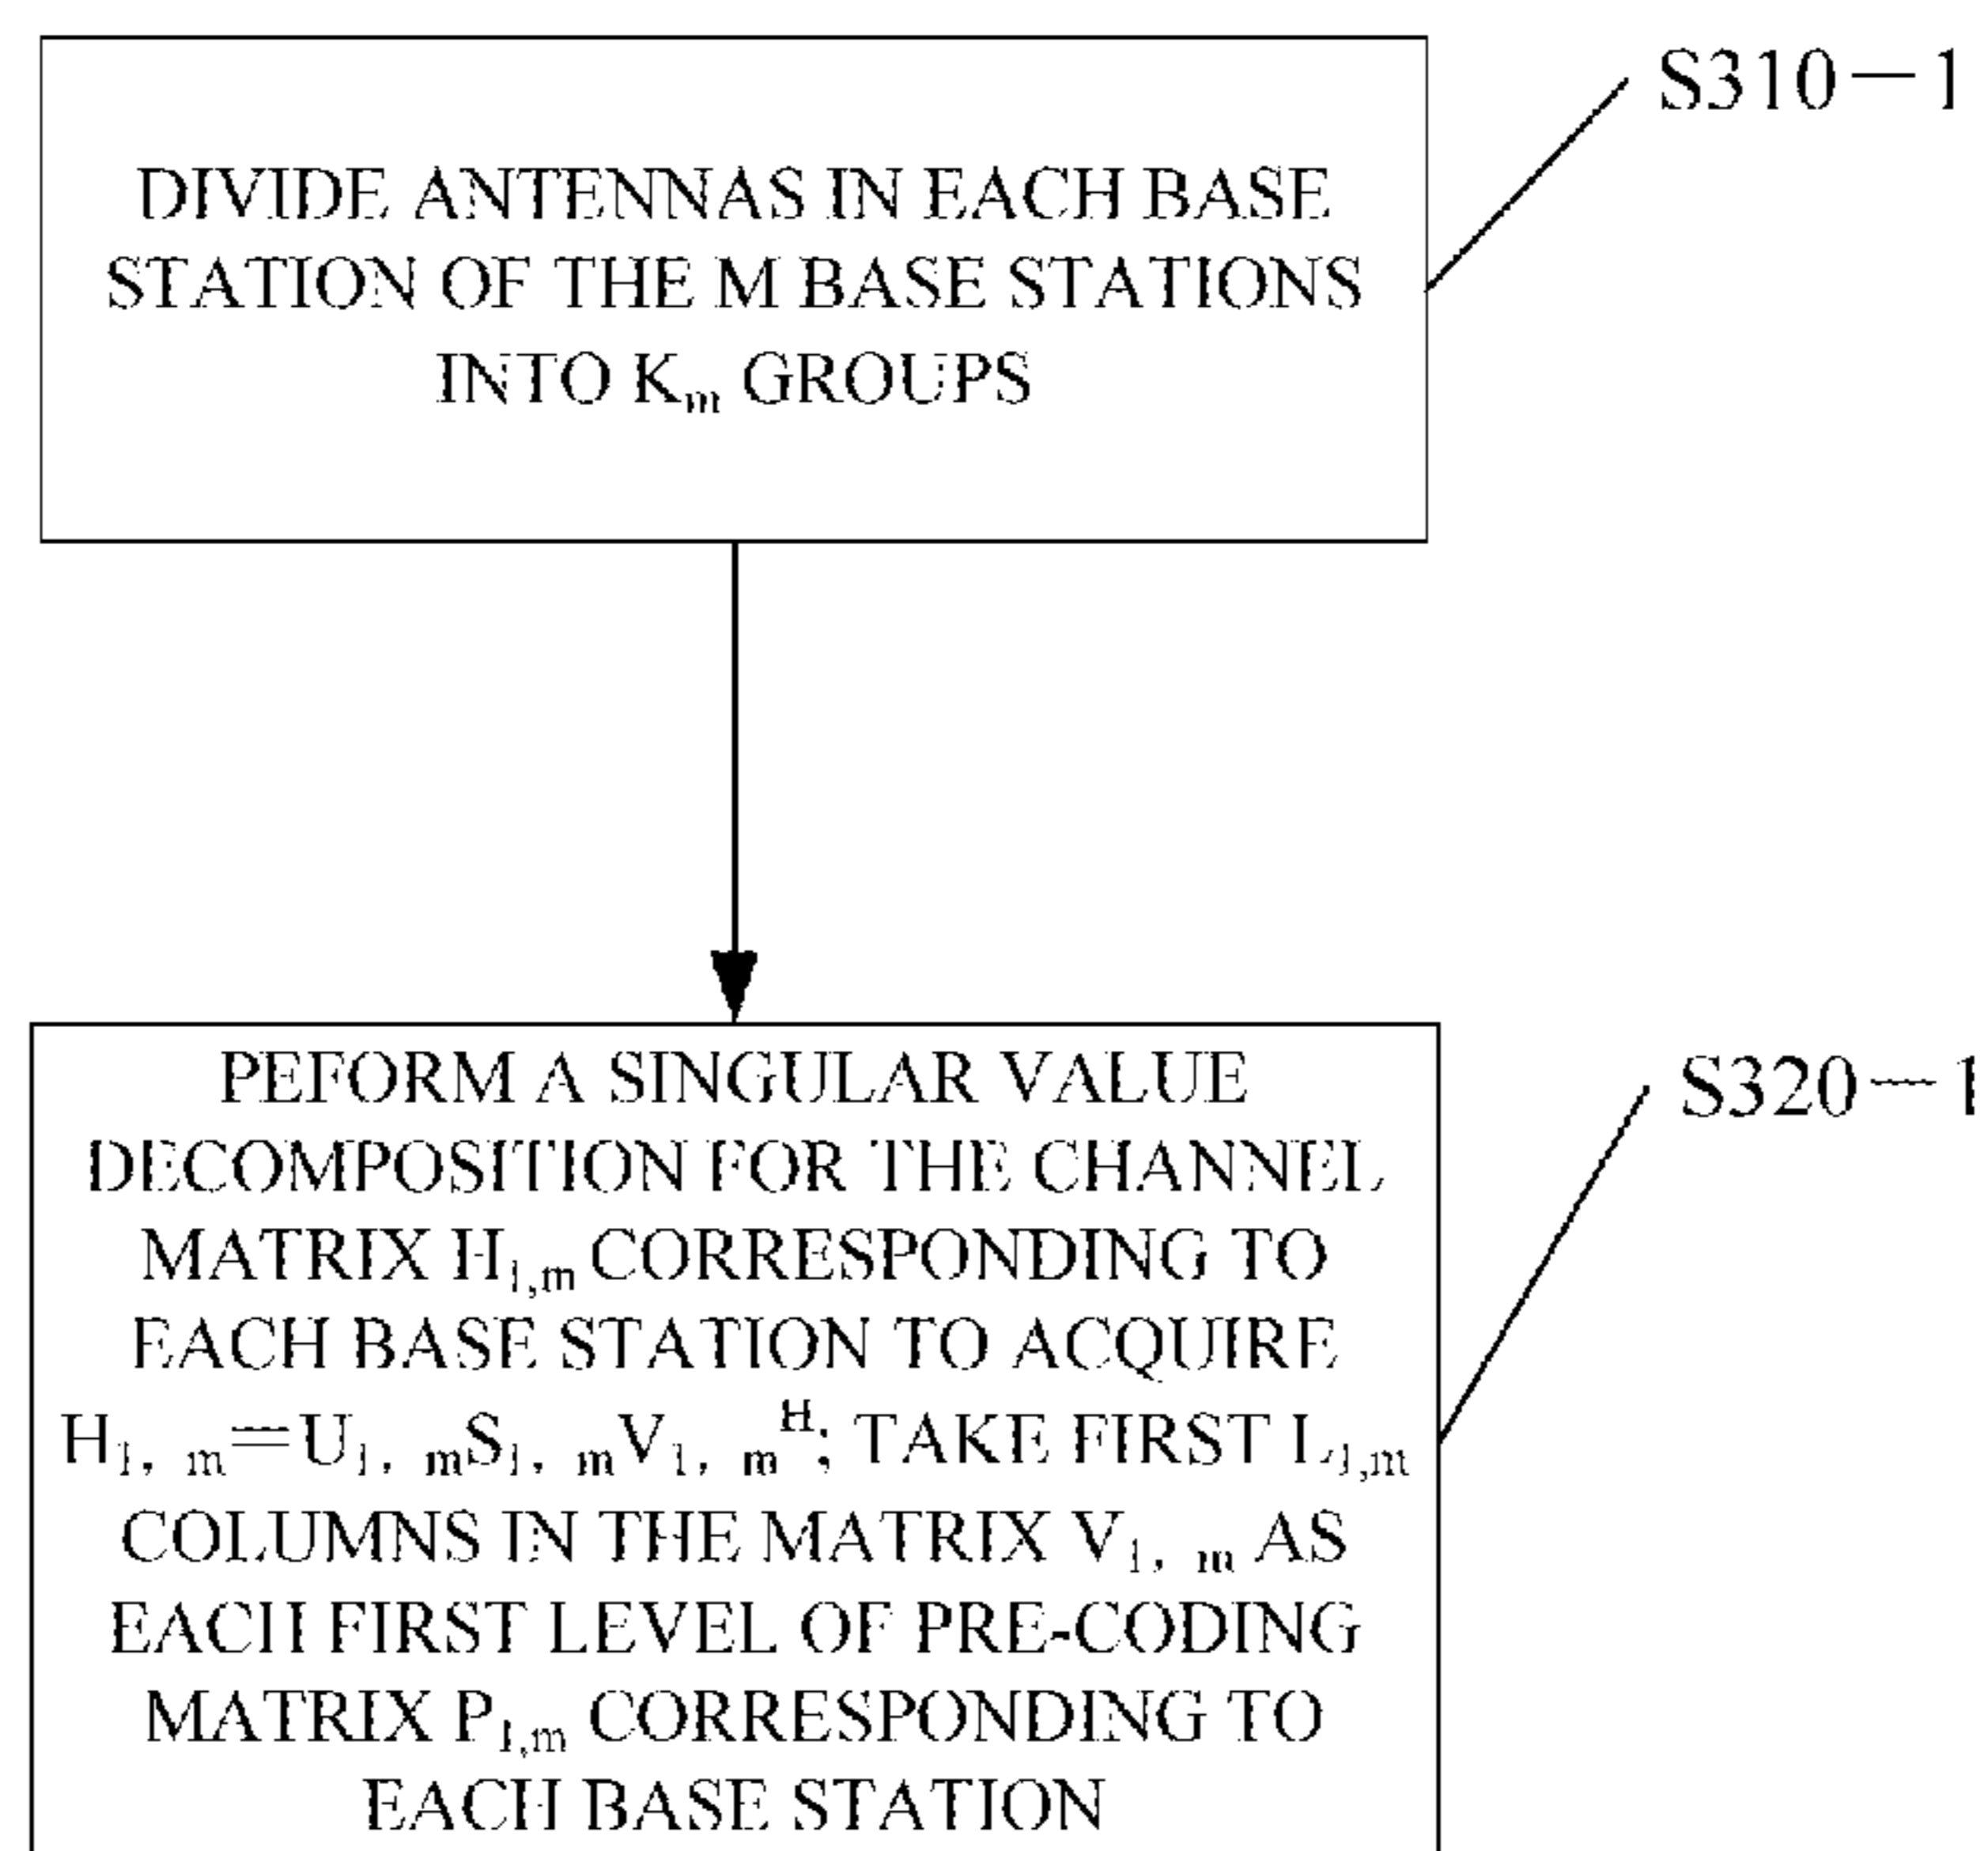 S310－1
DIVIDE ANTENNAS IN EACH BASE
STATION OF THE M BASE STATIONS
INTO Kₘ GROUPS
S320－1
PEFORM A SINGULAR VALUE
DECOMPOSITION FOR THE CHANNEL
MATRIX H₁,ₘ CORRESPONDING TO
EACH BASE STATION TO ACQUIRE
H₁, ₘ=U₁, ₘS₁, ₘV₁, ₘᴴ; TAKE FIRST L₁,ₘ
COLUMNS IN THE MATRIX V₁, ₘ AS
EACH FIRST LEVEL OF PRE-CODING
MATRIX P₁,ₘ CORRESPONDING TO
EACH BASE STATION